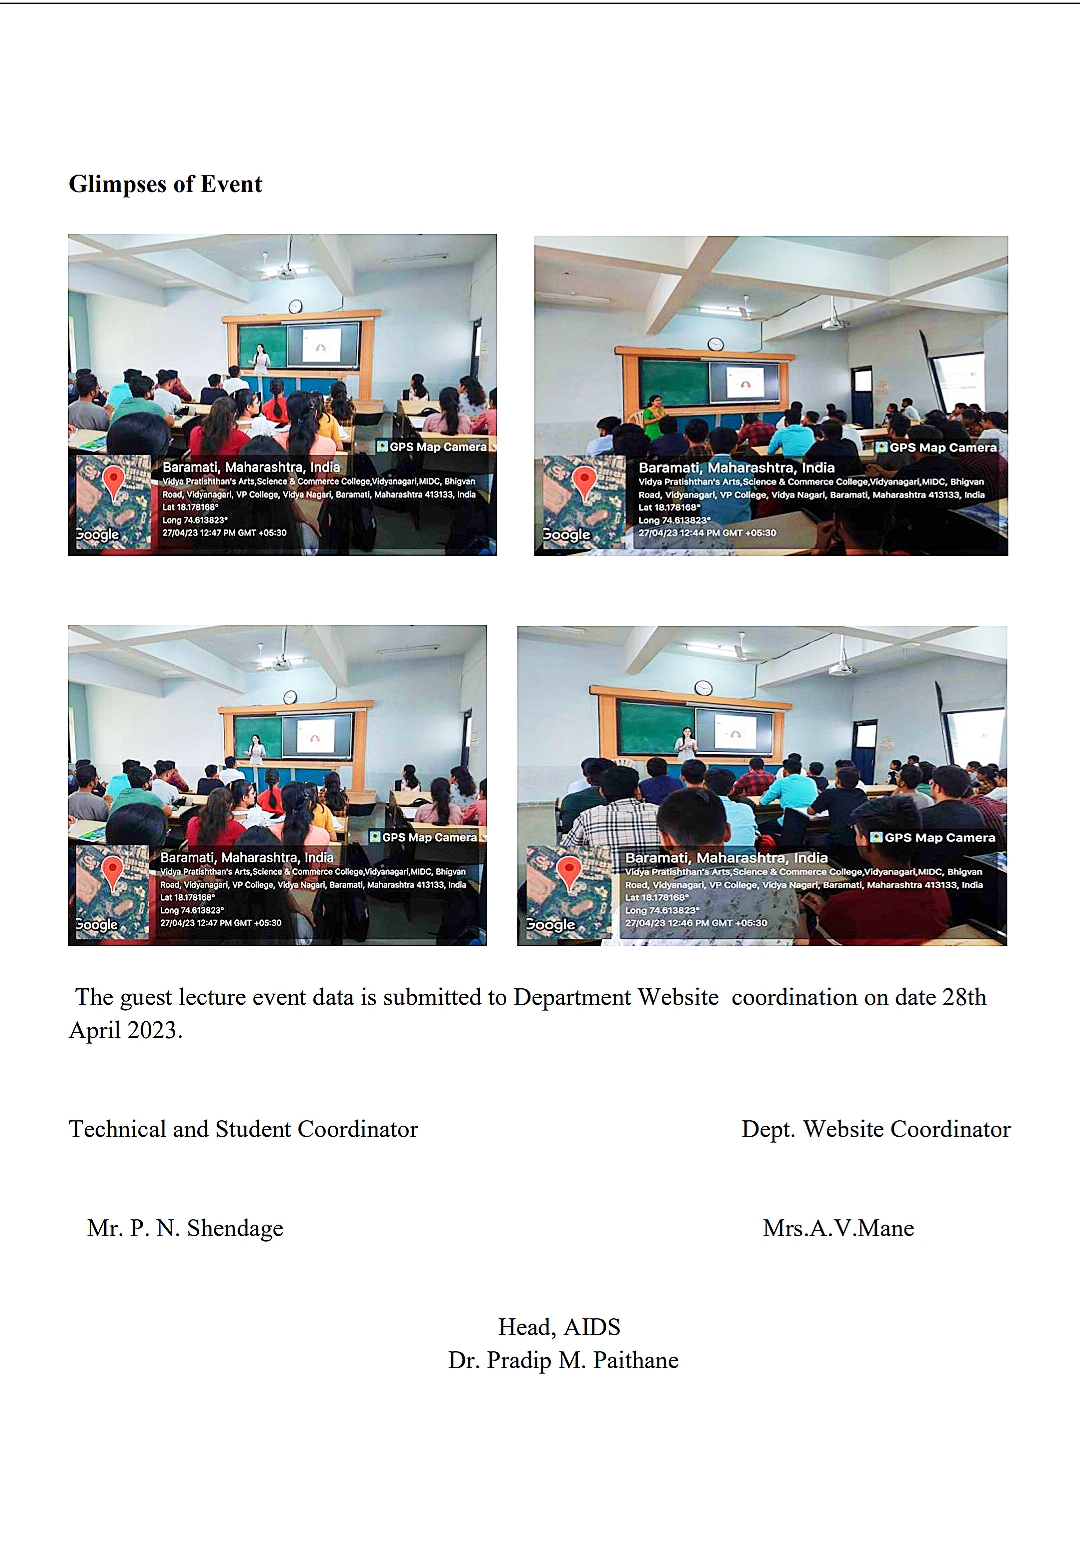 Glimpses of Event
GPS Map Camera
Baramati, Maharashtra, India
Vidya Pratishthan's Arts,Science & Commerce College,Vidyanagari,MIDC, Bhigvan
Road, Vidyanagari, VP College, Vidya Nagari, Baramati, Maharashtra 413133, India
Lat 18.178168°
Long 74.613823°
27/04/23 12:47 PM GMT +05:30
Google
GPS Map Camera
Baramati, Maharashtra, India
Vidya Pratishthan's Arts,Science & Commerce College,Vidyanagari,MIDC, Bhigvan
Road, Vidyanagari, VP College, Vidya Nagari, Baramati, Maharashtra 413133, India
Lat 18.178168°
Long 74.613823°
27/04/23 12:44 PM GMT +05:30
Google
GPS Map Camera
Baramati, Maharashtra, India
Vidya Pratishthan's Arts,Science & Commerce College,Vidyanagari,MIDC, Bhigvan
Road, Vidyanagari, VP College, Vidya Nagari, Baramati, Maharashtra 413133, India
Lat 18.178168°
Long 74.613823°
27/04/23 12:47 PM GMT +05:30
Google
GPS Map Camera
Baramati, Maharashtra, India
Vidya Pratishthan's Arts,Science & Commerce College,Vidyanagari,MIDC, Bhigvan
Road, Vidyanagari, VP College, Vidya Nagari, Baramati, Maharashtra 413133, India
Lat 18.178168°
Long 74.613823°
27/04/23 12:46 PM GMT +05:30
Google
The guest lecture event data is submitted to Department Website coordination on date 28th
April 2023.
Technical and Student Coordinator
Dept. Website Coordinator
Mr. P. N. Shendage
Mrs.A.V.Mane
Head, AIDS
Dr. Pradip M. Paithane